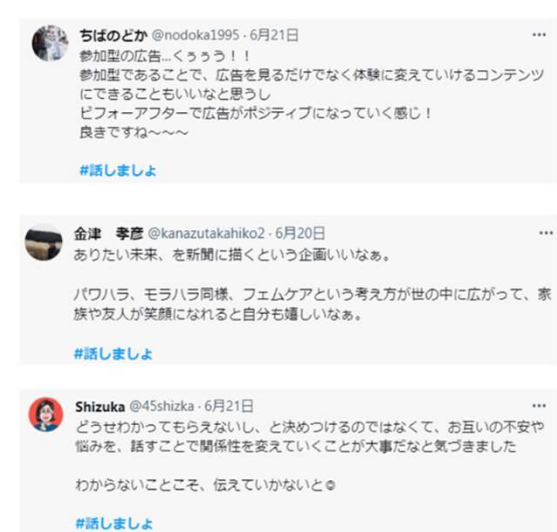 ちばのどか @nodoka1995 · 6月21日
参加型の広告...くぅぅう！！
参加型であることで、広告を見るだけでなく体験に変えていけるコンテンツ
にできることもいいなと思うし
ビフォーアフターで広告がポジティブになっていく感じ！
良きですね〜〜〜
#話しましょ
金津　孝彦 @kanazutakahiko2 · 6月20日
ありたい未来、を新聞に描くという企画いいなぁ。
パワハラ、モラハラ同様、フェムケアという考え方が世の中に広がって、家
族や友人が笑顔になれると自分も嬉しいなぁ。
#話しましょ
Shizuka @45shizka · 6月21日
どうせわかってもらえないし、と決めつけるのではなくて、お互いの不安や
悩みを、話すことで関係性を変えていくことが大事だなと気づきました
わからないことこそ、伝えていかないと☺
#話しましょ